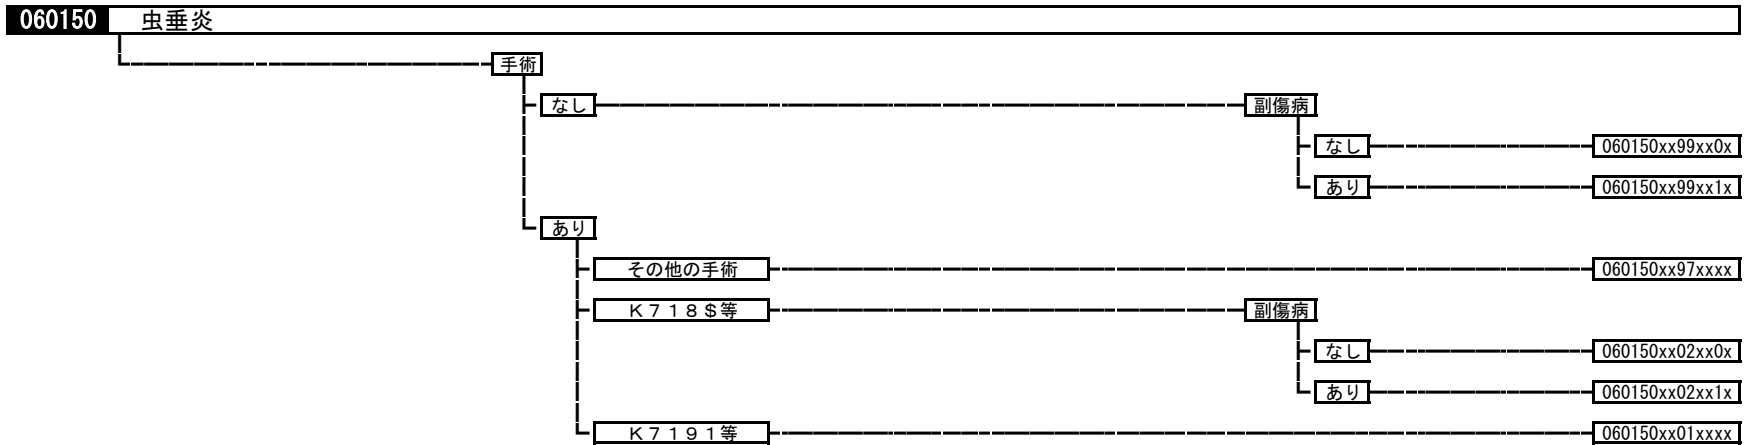 060150 虫垂炎
手術
なし 副傷病
なし 060150xx99xx0x
あり 060150xx99xx1x
あり
その他の手術 060150xx97xxxx
K718$等 副傷病
なし 060150xx02xx0x
あり 060150xx02xx1x
K7191等 060150xx01xxxx